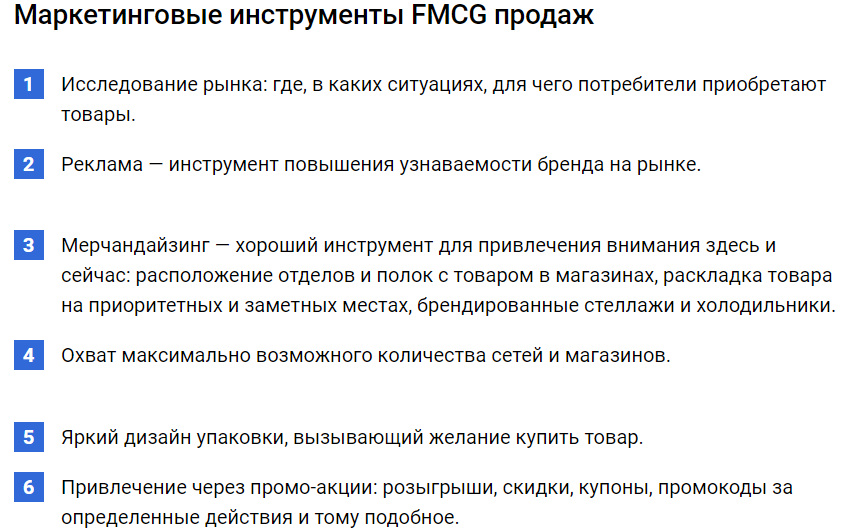 Маркетинговые инструменты FMCG продаж
1 Исследование рынка: где, в каких ситуациях, для чего потребители приобретают
товары.
2 Реклама — инструмент повышения узнаваемости бренда на рынке.
3 Мерчандайзинг — хороший инструмент для привлечения внимания здесь и
сейчас: расположение отделов и полок с товаром в магазинах, раскладка товара
на приоритетных и заметных местах, брендированные стеллажи и холодильники.
4 Охват максимально возможного количества сетей и магазинов.
5 Яркий дизайн упаковки, вызывающий желание купить товар.
6 Привлечение через промо-акции: розыгрыши, скидки, купоны, промокоды за
определенные действия и тому подобное.